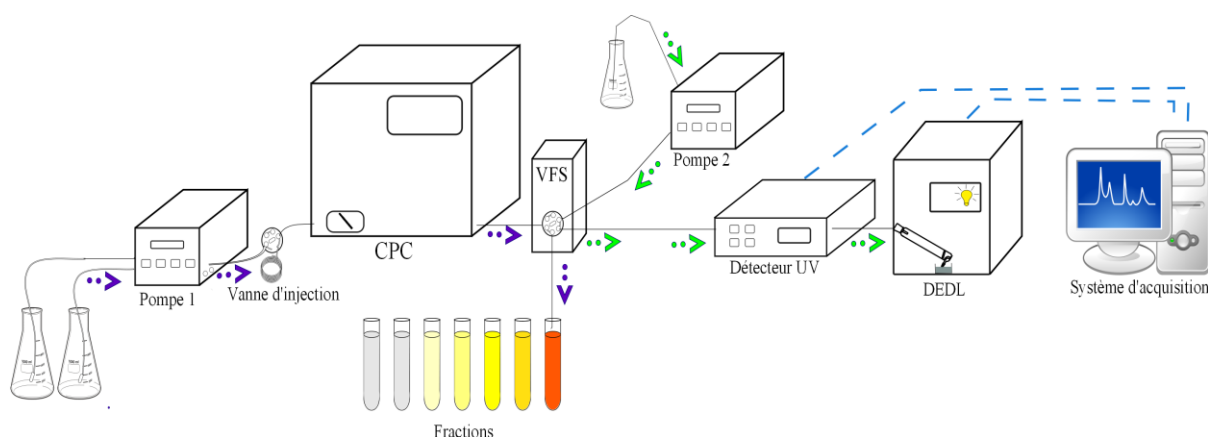 VFS
Pompe 2
CPC
Pompe 1
Vanne d'injection
Détecteur UV
DEDL
Système d'acquisition
Fractions